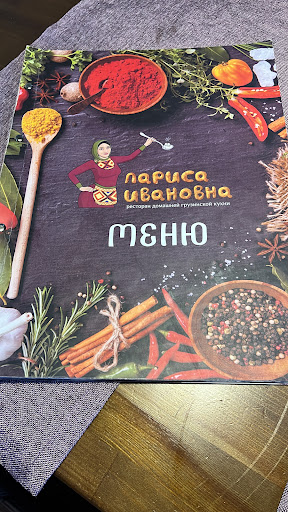 лариса
ивановна
ресторан домашней грузинской кухни
меню